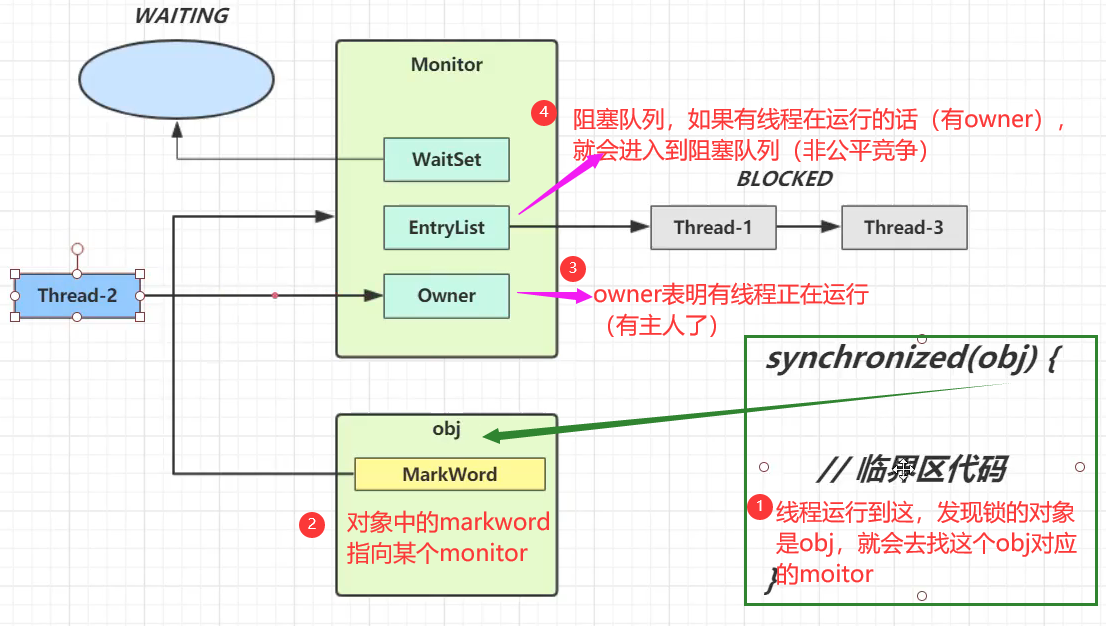 WAITING
Monitor
4
阻塞队列，如果有线程在运行的话（有owner），
就会进入到阻塞队列（非公平竞争）
WaitSet
BLOCKED
EntryList
Thread-1
Thread-3
3
Thread-2
Owner
owner表明有线程正在运行
（有主人了）
synchronized(obj) {
obj
MarkWord
// 临界区代码
1
线程运行到这，发现锁的对象
是obj，就会去找这个obj对应
的moitor
}
2
对象中的markword
指向某个monitor